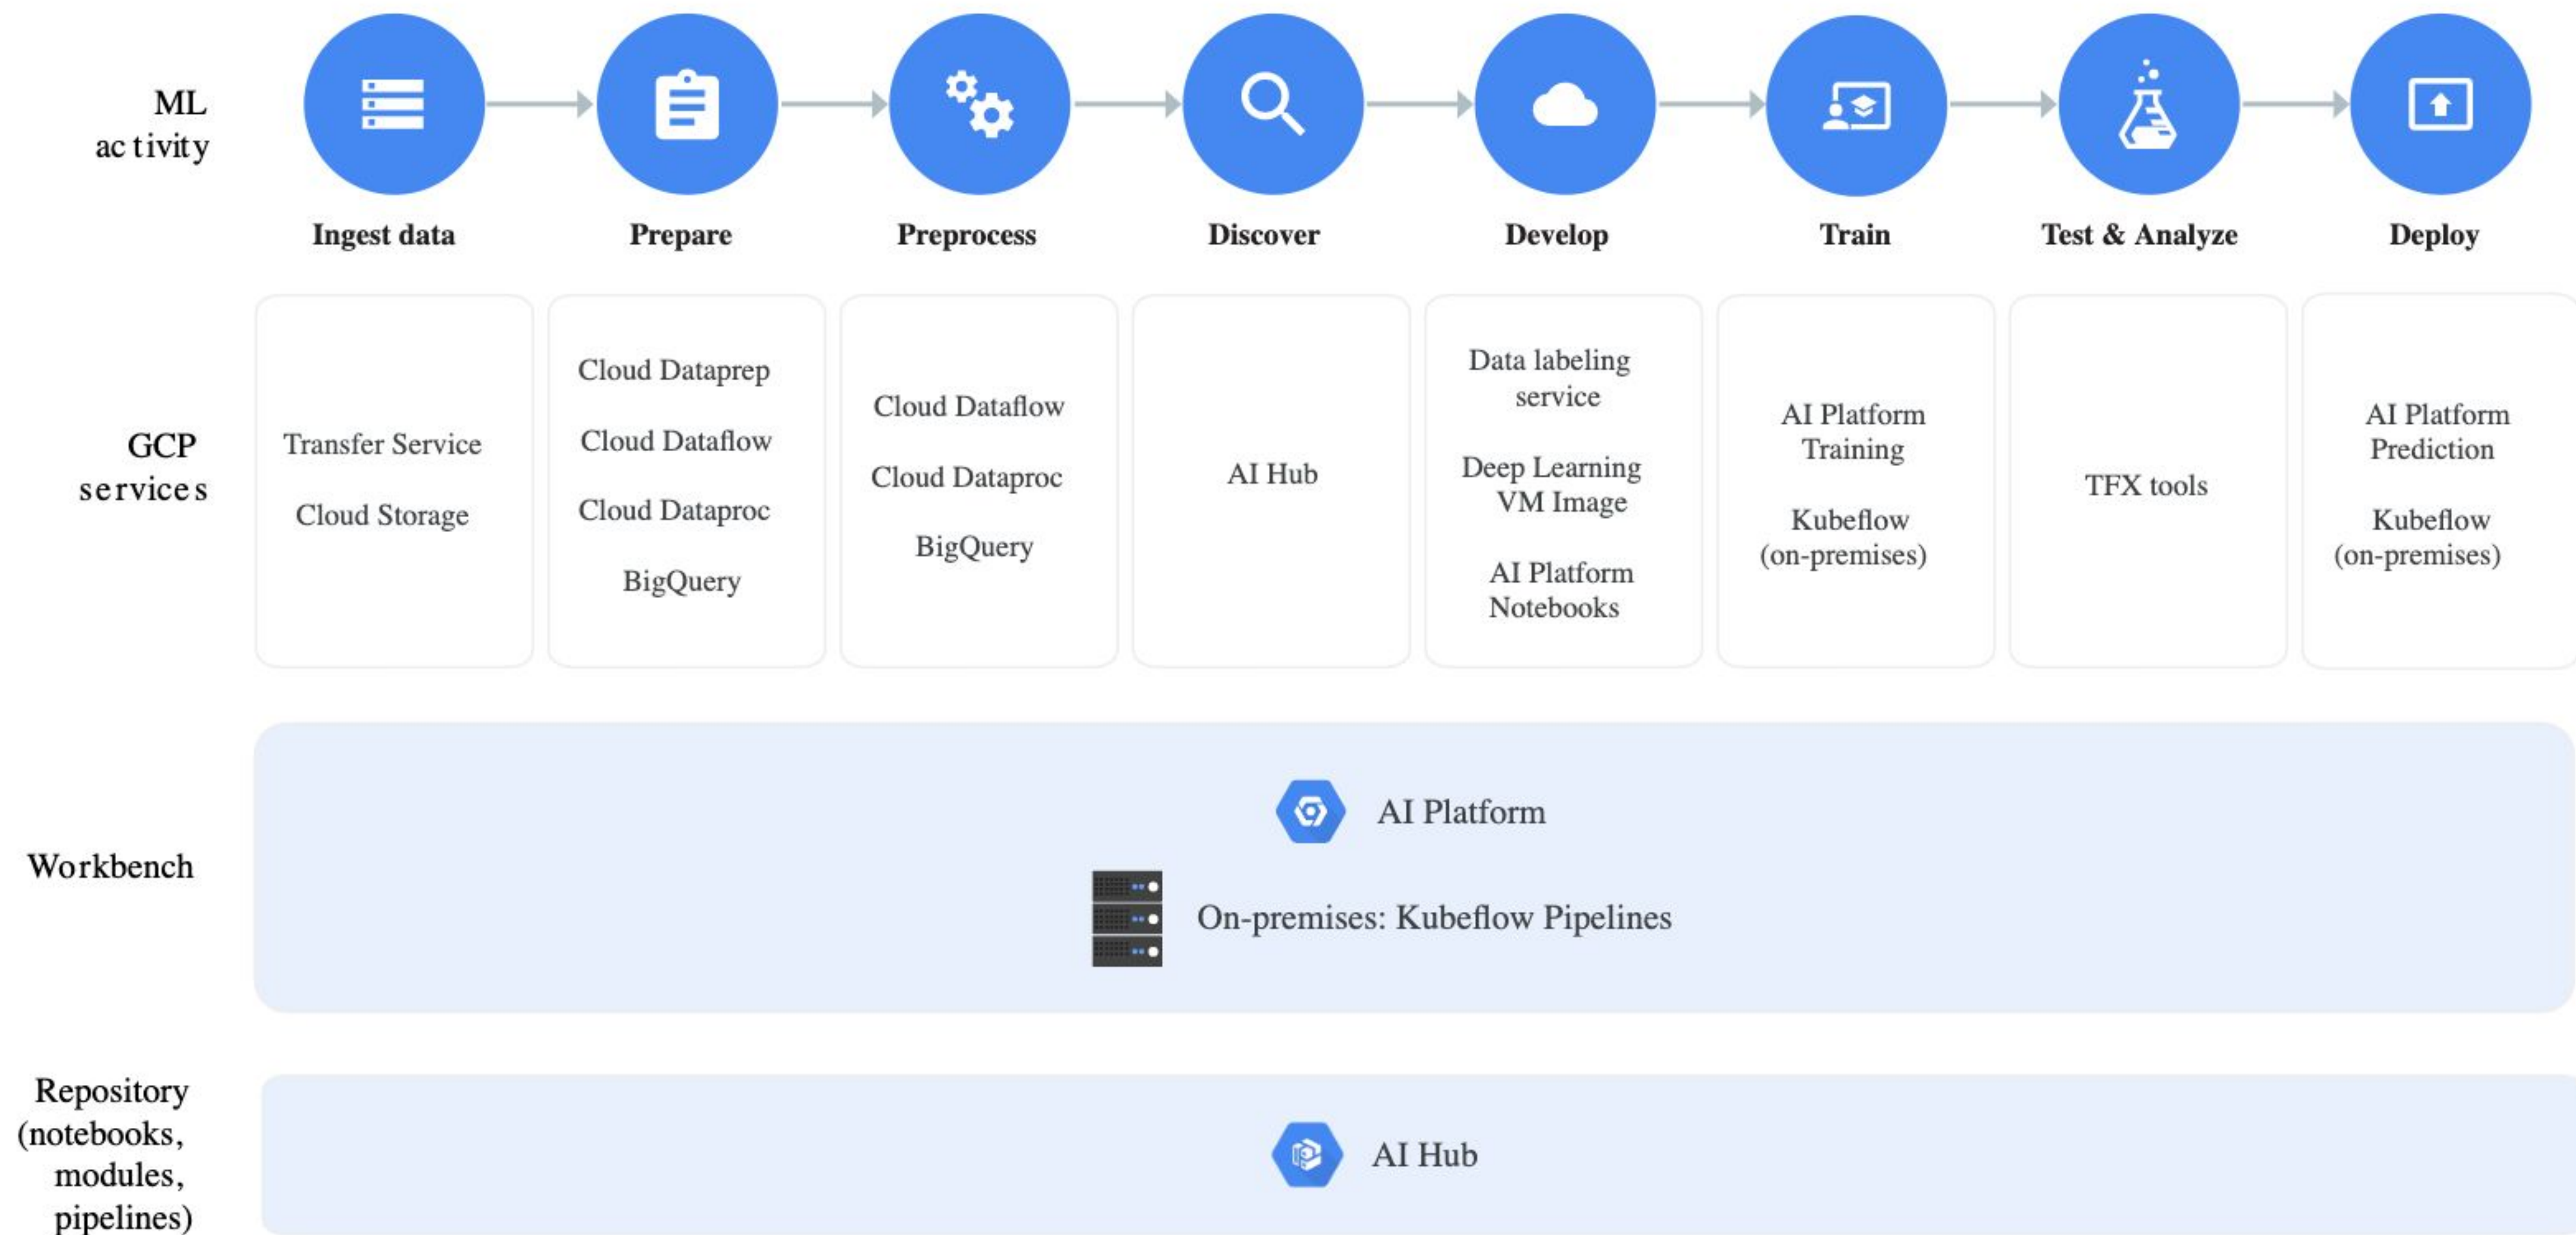 ML
activity
Ingest data
Prepare
Preprocess
Discover
Develop
Train
Test & Analyze
Deploy
GCP
services
Transfer Service
Cloud Storage
Cloud Dataprep
Cloud Dataflow
Cloud Dataproc
BigQuery
Cloud Dataflow
Cloud Dataproc
BigQuery
AI Hub
Data labeling
service
Deep Learning
VM Image
AI Platform
Notebooks
AI Platform
Training
Kubeflow
(on-premises)
TFX tools
AI Platform
Prediction
Kubeflow
(on-premises)
Workbench
AI Platform
On-premises: Kubeflow Pipelines
Repository
(notebooks,
modules,
pipelines)
AI Hub